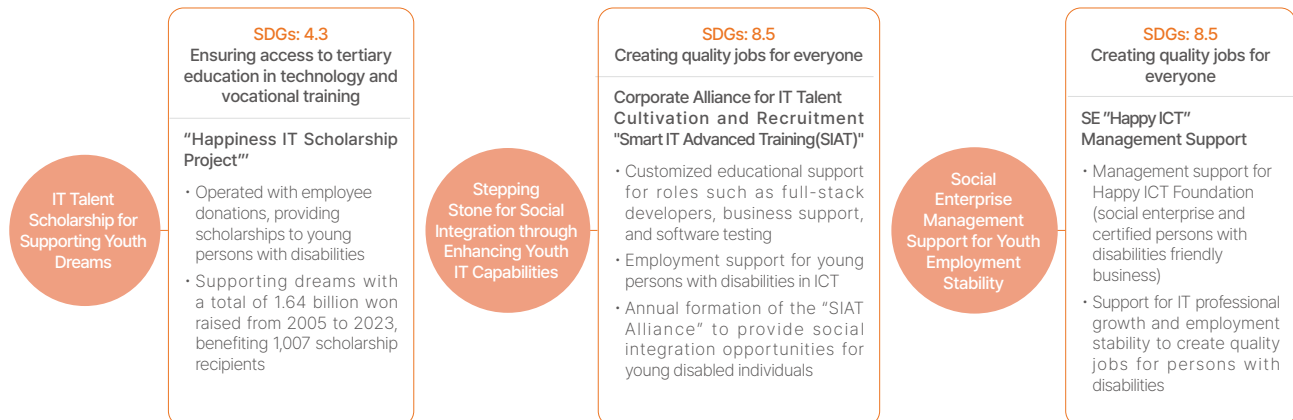 IT Talent
Scholarship for
Supporting Youth
Dreams
SDGs: 4.3
Ensuring access to tertiary
education in technology and
vocational training
“Happiness IT Scholarship
Project”’
· Operated with employee
donations, providing
scholarships to young
persons with disabilities
· Supporting dreams with
a total of 1.64 billion won
raised from 2005 to 2023,
benefiting 1,007 scholarship
recipients
Stepping
Stone for Social
Integration through
Enhancing Youth
IT Capabilities
SDGs: 8.5
Creating quality jobs for everyone
Corporate Alliance for IT Talent
Cultivation and Recruitment
"Smart IT Advanced Training(SIAT)"
· Customized educational support
for roles such as full-stack
developers, business support,
and software testing
· Employment support for young
persons with disabilities in ICT
· Annual formation of the “SIAT
Alliance” to provide social
integration opportunities for
young disabled individuals
Social
Enterprise
Management
Support for Youth
Employment
Stability
SDGs: 8.5
Creating quality jobs for
everyone
SE ”Happy ICT”
Management Support
· Management support for
Happy ICT Foundation
(social enterprise and
certified persons with
disabilities friendly
business)
· Support for IT professional
growth and employment
stability to create quality
jobs for persons with
disabilities